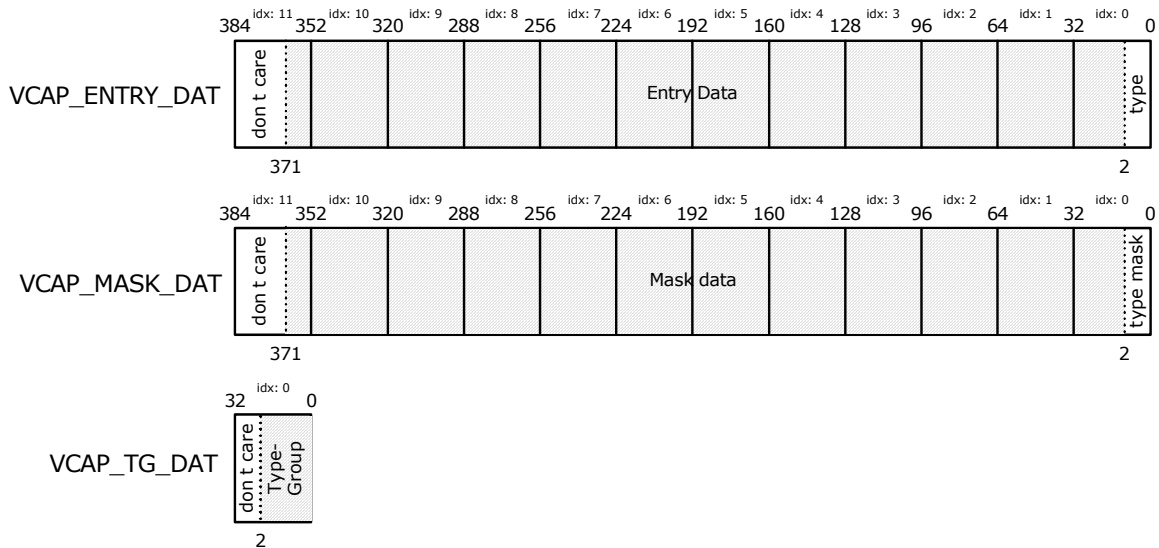 idx: 11 idx: 10 idx: 9 idx: 8 idx: 7 idx: 6 idx: 5 idx: 4 idx: 3 idx: 2 idx: 1 idx: 0
384 352 320 288 256 224 192 160 128 96 64 32 0
VCAP_ENTRY_DAT
don t care
Entry Data
type
371 2
idx: 11 idx: 10 idx: 9 idx: 8 idx: 7 idx: 6 idx: 5 idx: 4 idx: 3 idx: 2 idx: 1 idx: 0
384 352 320 288 256 224 192 160 128 96 64 32 0
VCAP_MASK_DAT
don t care
Mask data
type mask
371 2
idx: 0
32 0
VCAP_TG_DAT
don t care
Type-
Group
2